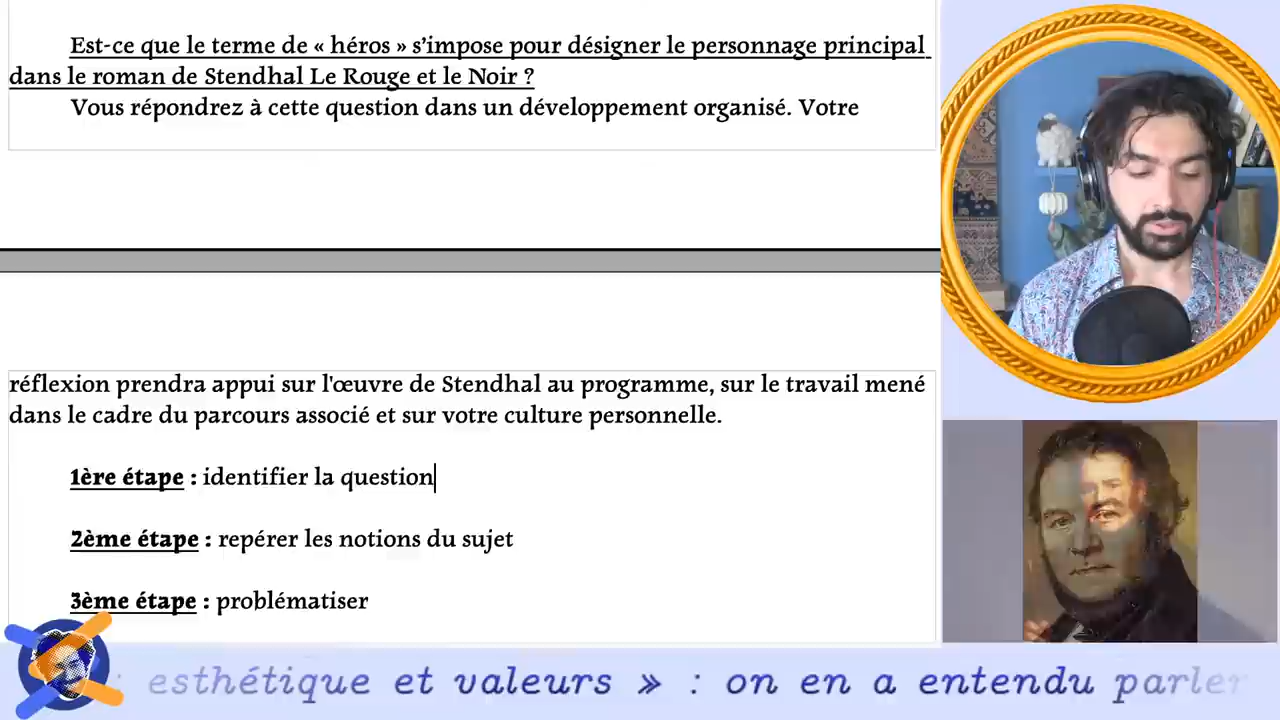 Est-ce que le terme de « héros » s’impose pour désigner le personnage principal
dans le roman de Stendhal Le Rouge et le Noir ?
Vous répondrez à cette question dans un développement organisé. Votre
réflexion prendra appui sur l'œuvre de Stendhal au programme, sur le travail mené
dans le cadre du parcours associé et sur votre culture personnelle.
1ère étape : identifier la question
2ème étape : repérer les notions du sujet
3ème étape : problématiser
: esthétique et valeurs » : on en a entendu parler